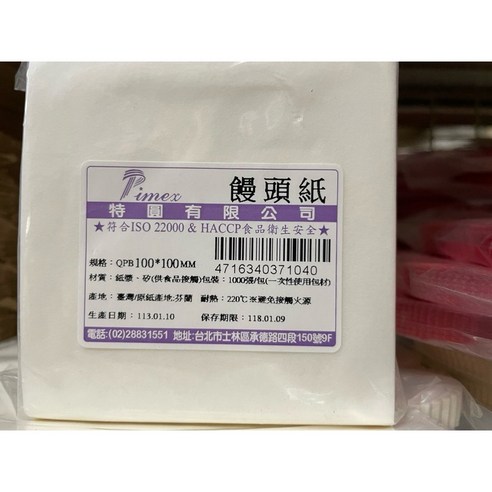 Pimex 饅頭紙
特圓有限公司
★符合ISO 22000 & HACCP食品衛生安全★
規格：QPB100*100MM
4716340371040
材質：紙漿、矽(供食品接觸)包裝：1000張/包(一次性使用包材)
產地：臺灣/原紙產地:芬蘭 耐熱：220℃※避免接觸火源
生產日期：113.01.10 保存期限：118.01.09
電話:(02)28831551 地址:台北市士林區承德路四段150號9F